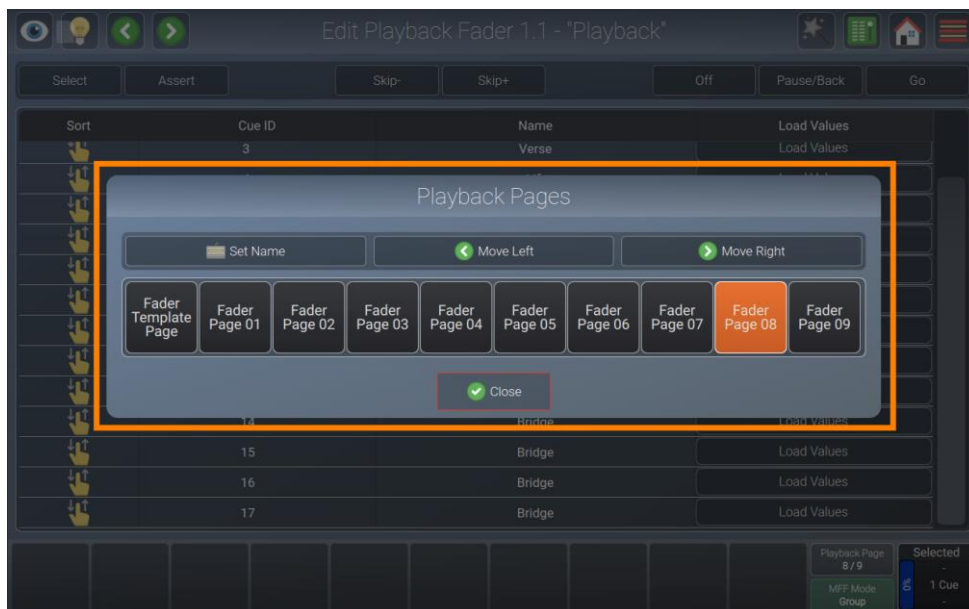 Edit Playback Fader 1.1 - "Playback"
Select Assert Skip- Skip+ Off Pause/Back Go
Sort Cue ID Name Load Values
3 Verse Load Values
Playback Pages
Set Name Move Left Move Right
Fader Template Page
Fader Page 01
Fader Page 02
Fader Page 03
Fader Page 04
Fader Page 05
Fader Page 06
Fader Page 07
Fader Page 08
Fader Page 09
Close
14 Bridge Load Values
15 Bridge Load Values
16 Bridge Load Values
17 Bridge Load Values
Playback Page
8 / 9
MFF Mode
Group
0%
Selected
-
1 Cue
-